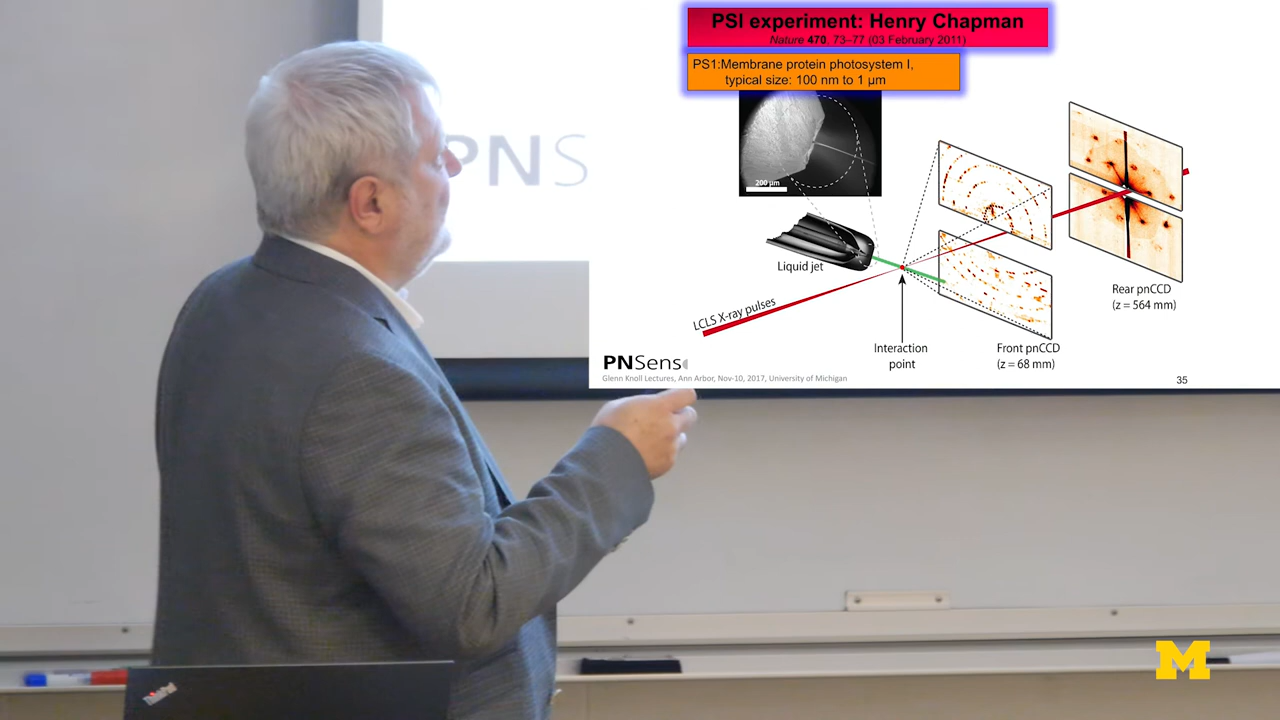 PSI experiment: Henry Chapman
Nature 470, 73–77 (03 February 2011)
PS1:Membrane protein photosystem I,
typical size: 100 nm to 1 µm
PNS
200 µm
Liquid jet
LCLS X-ray pulses
Interaction
point
Front pnCCD
(z = 68 mm)
Rear pnCCD
(z = 564 mm)
PNSens
Glenn Knoll Lectures, Ann Arbor, Nov-10, 2017, University of Michigan
35
M